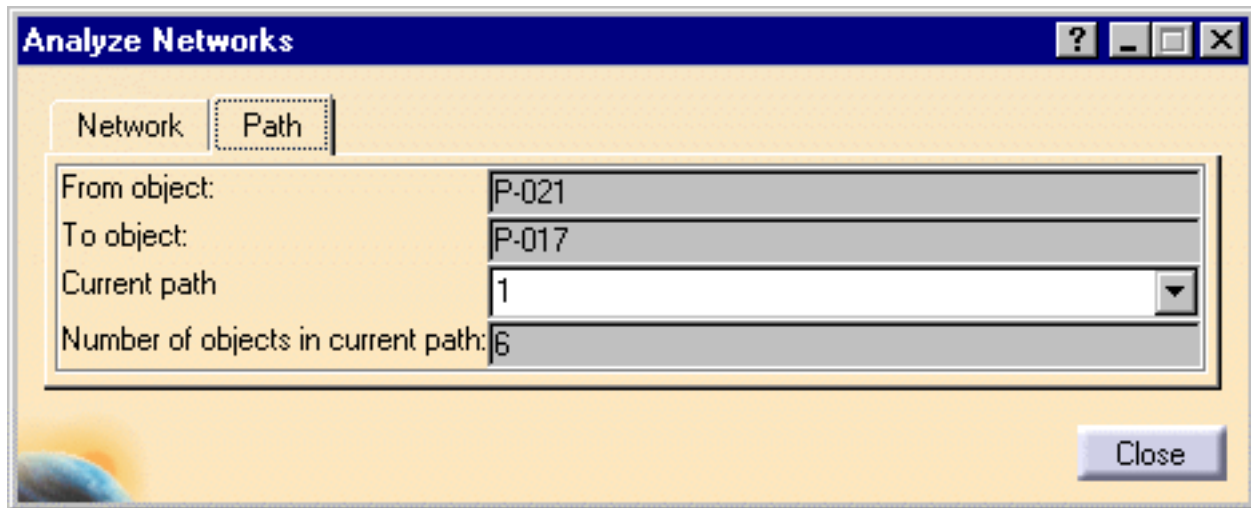 Analyze Networks
Network Path
From object: P-021
To object: P-017
Current path 1
Number of objects in current path: 6
Close